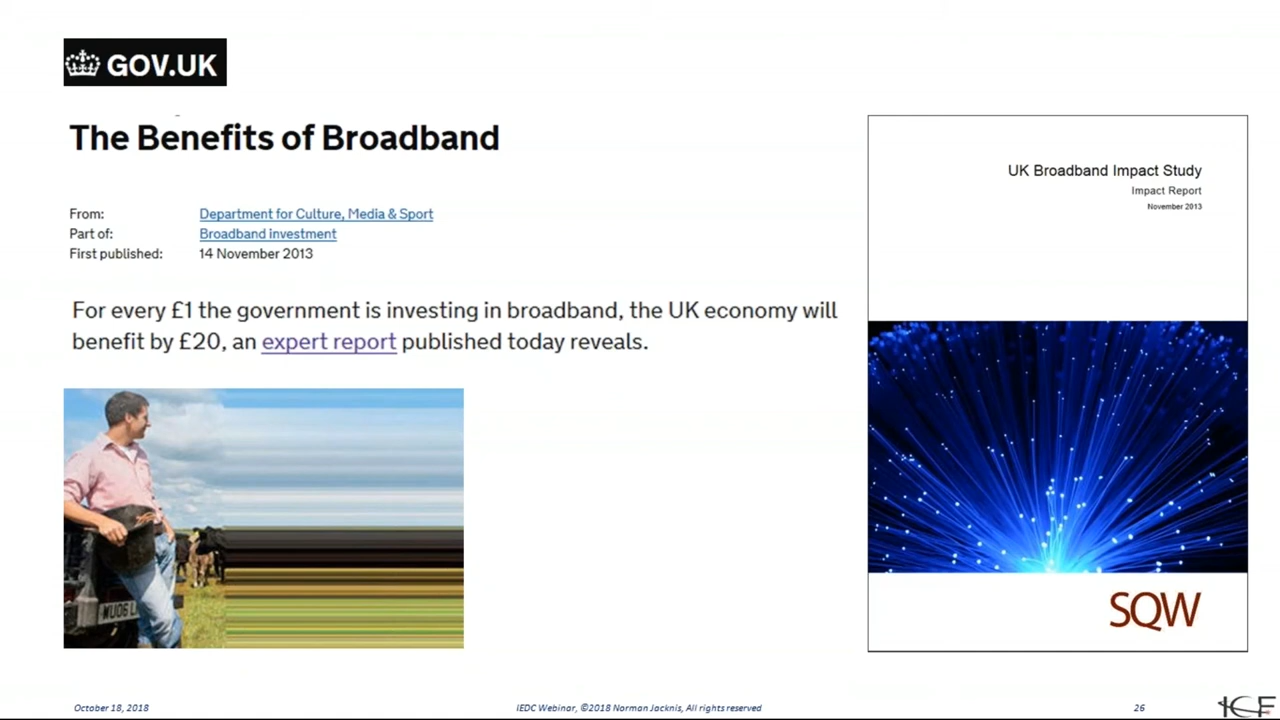 GOV.UK
The Benefits of Broadband
From: Department for Culture, Media & Sport
Part of: Broadband investment
First published: 14 November 2013
For every £1 the government is investing in broadband, the UK economy will
benefit by £20, an expert report published today reveals.
UK Broadband Impact Study
Impact Report
November 2013
SQW
October 18, 2018
IEDC Webinar, ©2018 Norman Jacknis, All rights reserved
26
ICF